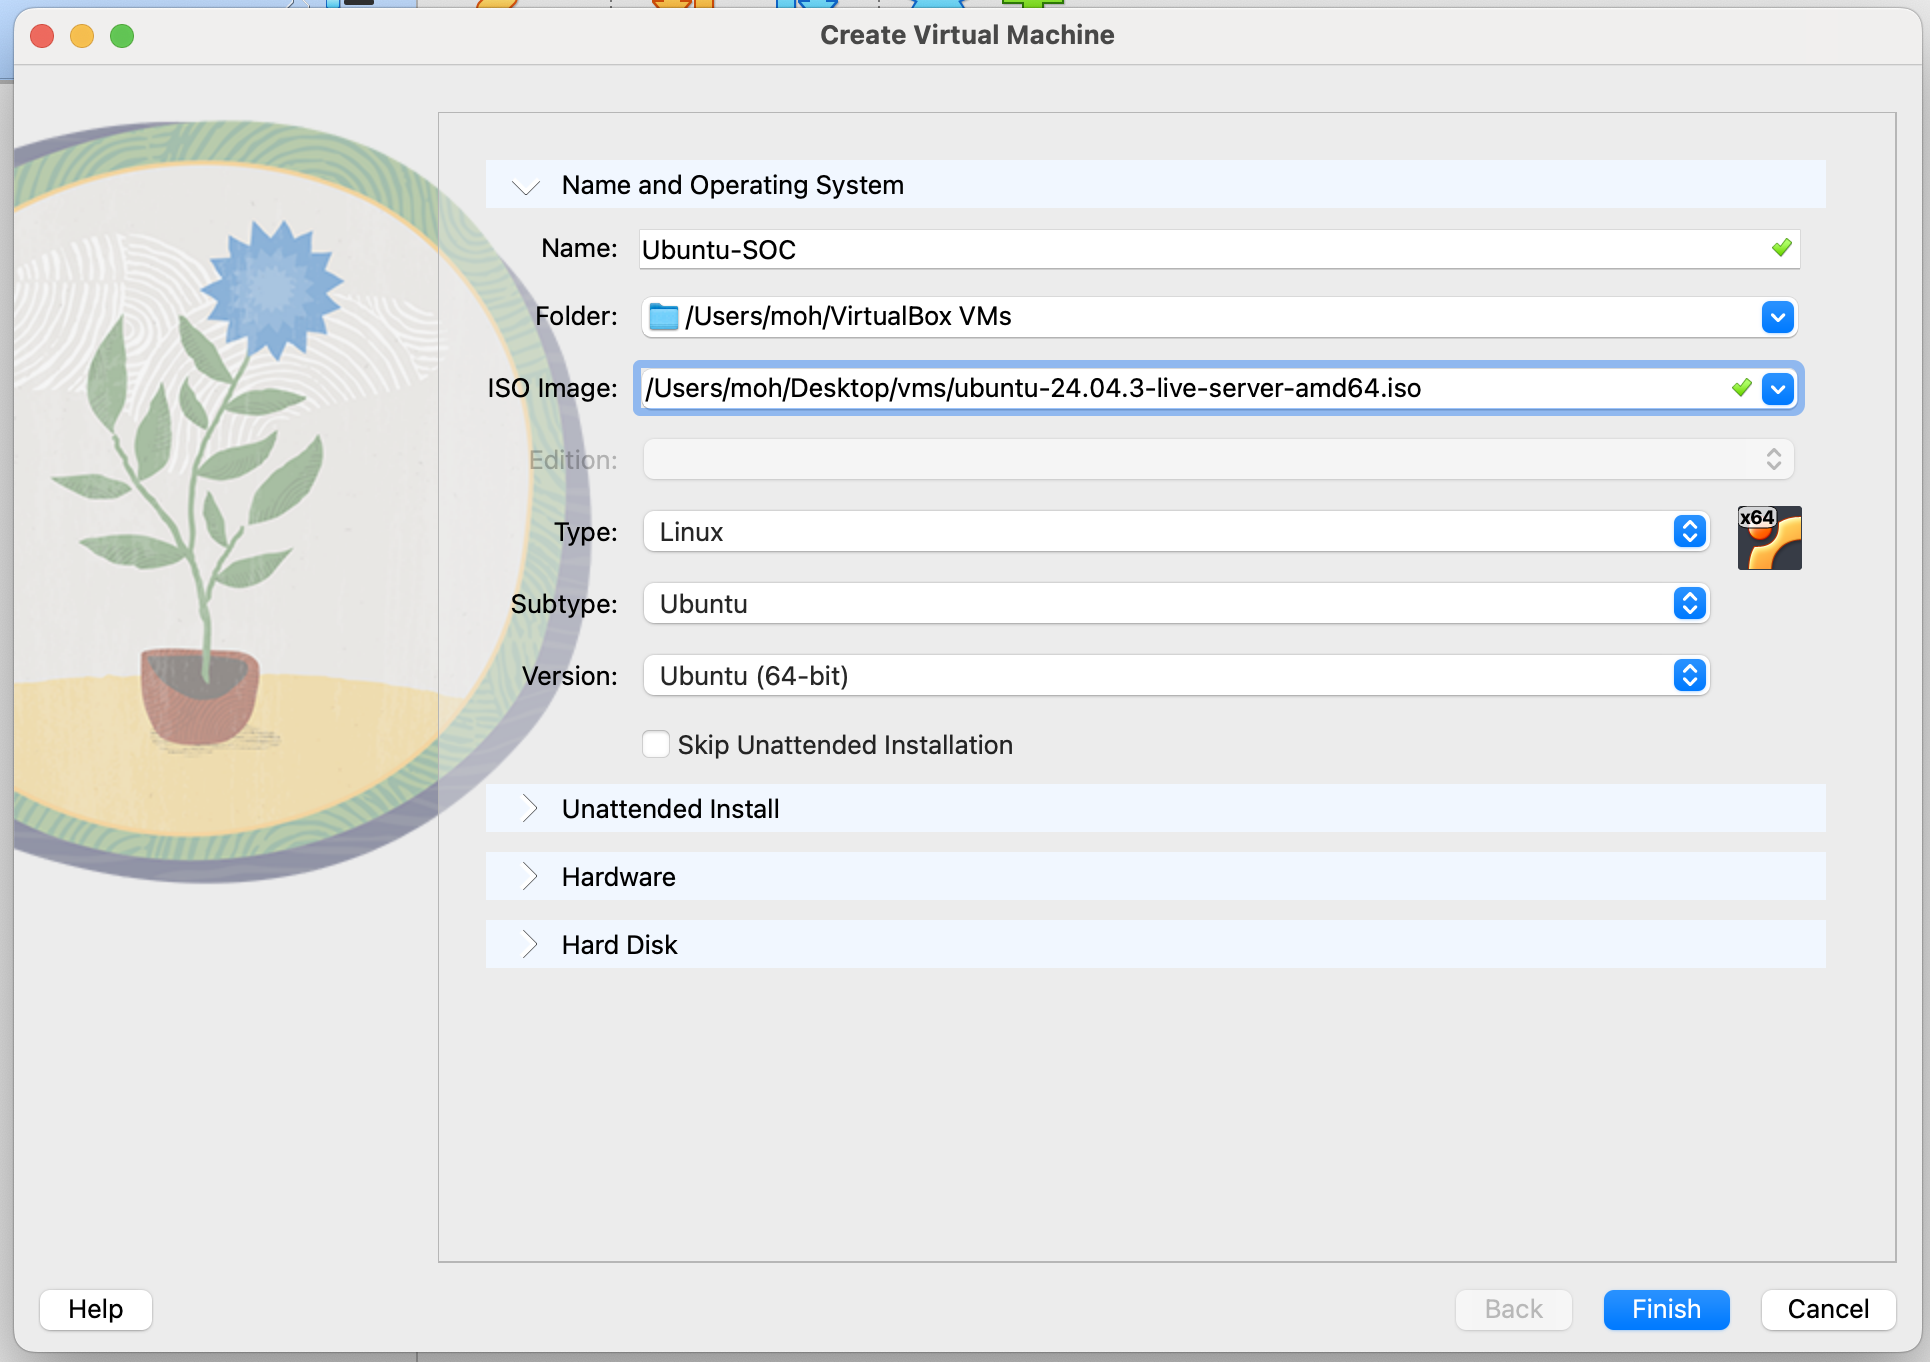 Create Virtual Machine
Name and Operating System
Name: Ubuntu-SOC
Folder: /Users/moh/VirtualBox VMs
ISO Image: /Users/moh/Desktop/vms/ubuntu-24.04.3-live-server-amd64.iso
Edition:
Type: Linux
x64
Subtype: Ubuntu
Version: Ubuntu (64-bit)
Skip Unattended Installation
Unattended Install
Hardware
Hard Disk
Help
Back
Finish
Cancel